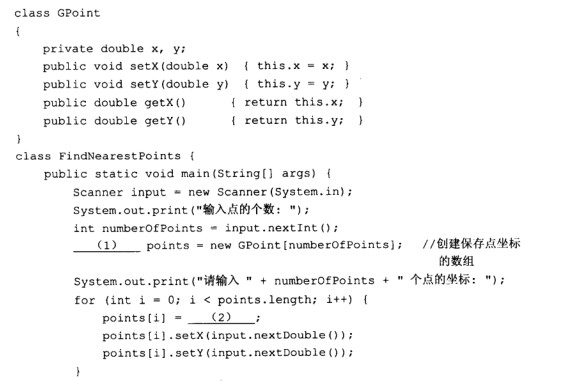 class GPoint
{
private double x, y;
public void setX(double x) { this.x = x; }
public void setY(double y) { this.y = y; }
public double getX() { return this.x; }
public double getY() { return this.y; }
}
class FindNearestPoints {
public static void main(String[] args) {
Scanner input = new Scanner(System.in);
System.out.print("输入点的个数: ");
int numberOfPoints = input.nextInt();
(1) points = new GPoint[numberOfPoints]; //创建保存点坐标
的数组
System.out.print("请输入 " + numberOfPoints + " 个点的坐标: ");
for (int i = 0; i < points.length; i++) {
points[i] = (2) ;
points[i].setX(input.nextDouble());
points[i].setY(input.nextDouble());
}